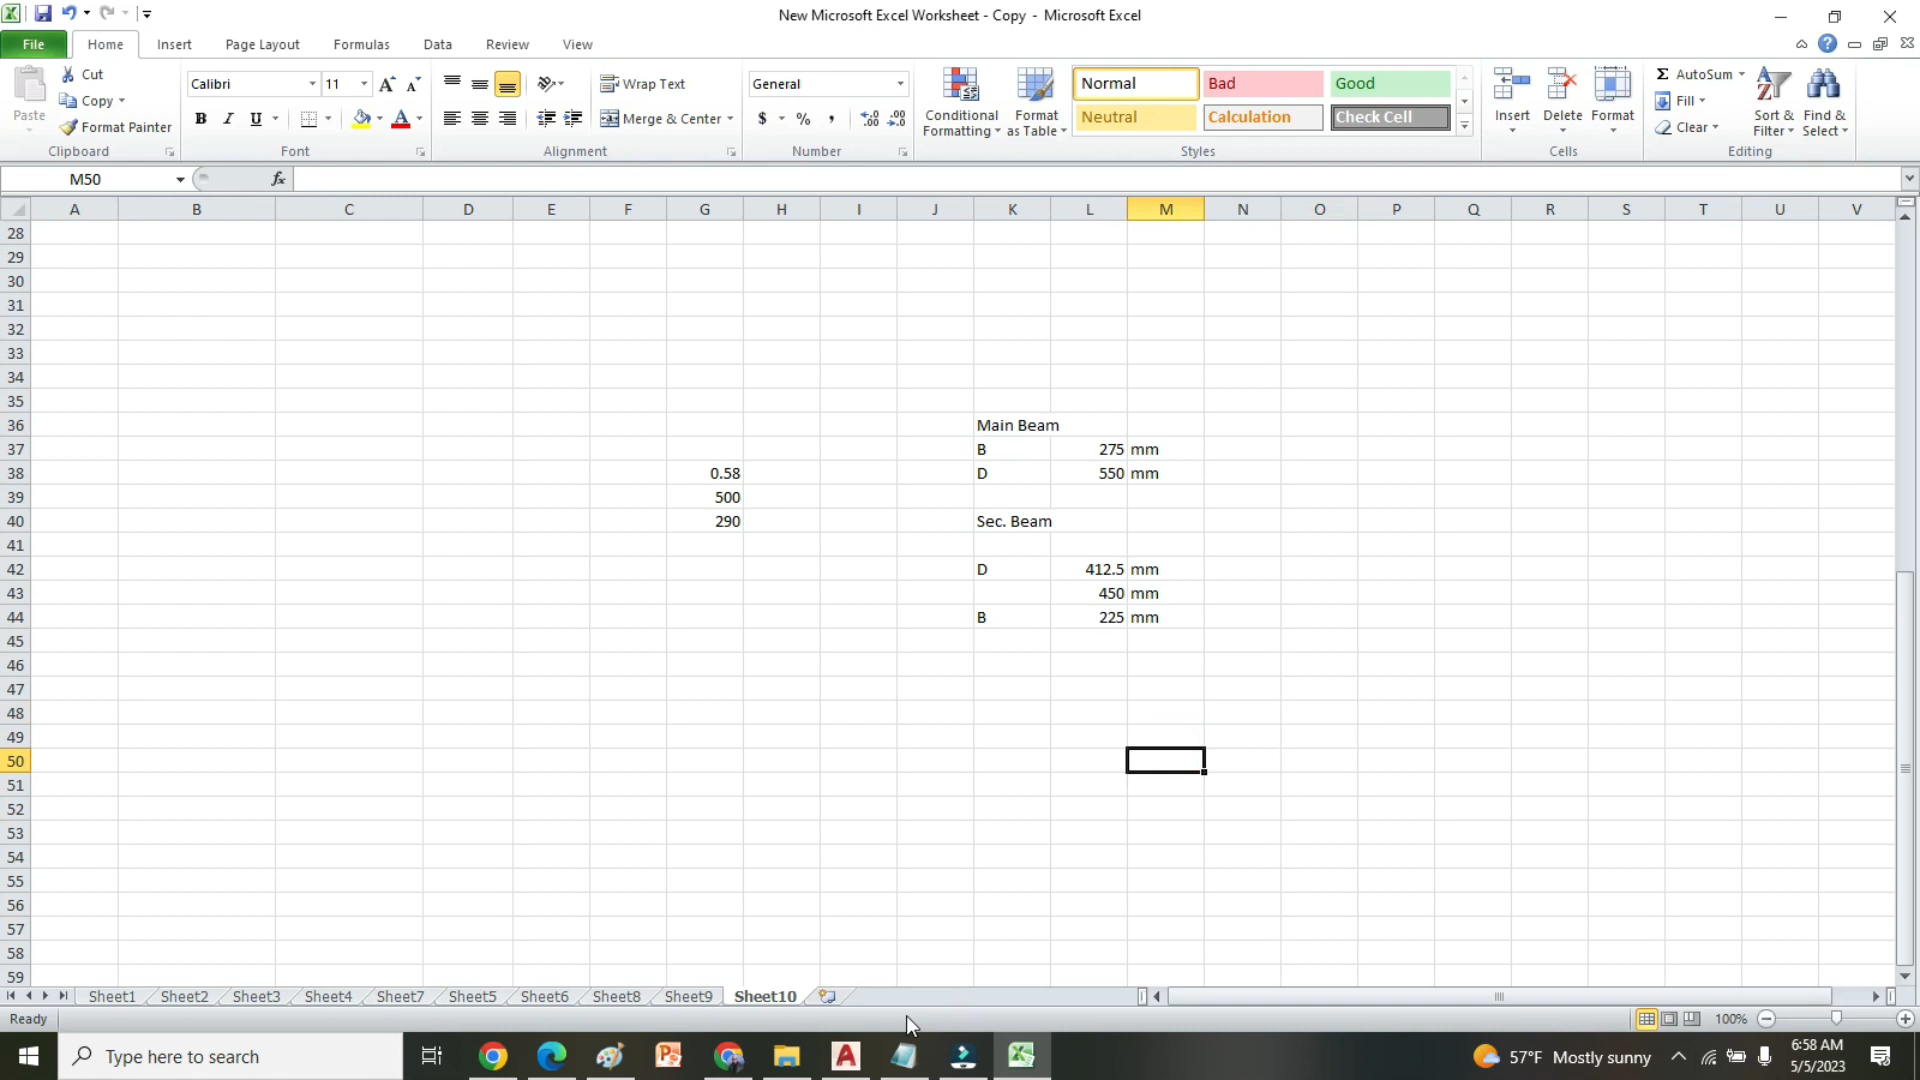 New Microsoft Excel Worksheet - Copy - Microsoft Excel
File Home Insert Page Layout Formulas Data Review View
Paste
Cut
Copy
Format Painter
Clipboard
Calibri 11
B I U
Font
Wrap Text
Merge & Center
Alignment
General
$ % ,
Number
Conditional Formatting
Format as Table
Normal Bad Good
Neutral Calculation Check Cell
Styles
Insert Delete Format
Cells
Σ AutoSum
Fill
Clear
Sort & Filter
Find & Select
Editing
M50 fx
A B C D E F G H I J K L M N O P Q R S T U V
28
29
30
31
32
33
34
35
36 Main Beam
37 B 275 mm
38 0.58 D 550 mm
39 500
40 290 Sec. Beam
41
42 D 412.5 mm
43 450 mm
44 B 225 mm
45
46
47
48
49
50
51
52
53
54
55
56
57
58
59
Sheet1 Sheet2 Sheet3 Sheet4 Sheet7 Sheet5 Sheet6 Sheet8 Sheet9 Sheet10
Ready 100%
Type here to search
57°F Mostly sunny
6:58 AM
5/5/2023